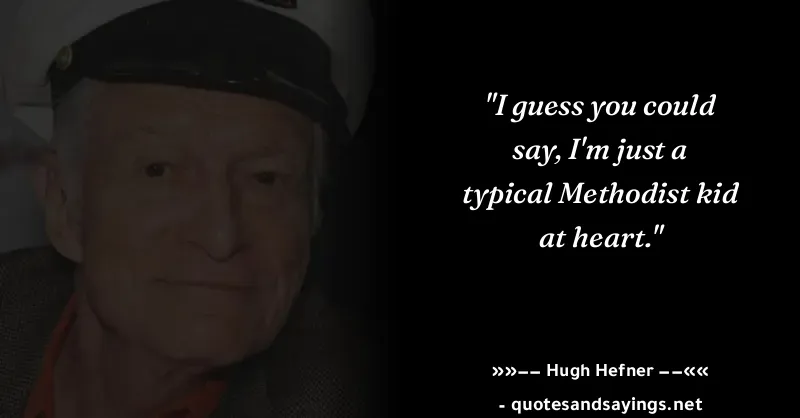 "I guess you could
say, I'm just a
typical Methodist kid
at heart."
»»−− Hugh Hefner −−««
- quotesandsayings.net